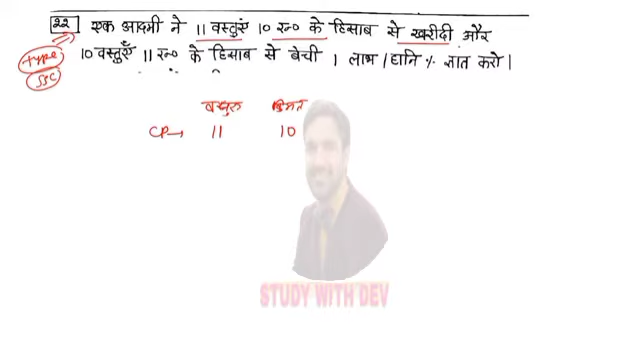 22 एक आदमी ने 11 वस्तुएँ 10 रू० के हिसाब से खरीदी और
Type
SSC
10 वस्तुएँ 11 रू० के हिसाब से बेची । लाभ / हानि % ज्ञात करो ।
वस्तुए कीमत
CP→ 11 10
STUDY WITH DEV